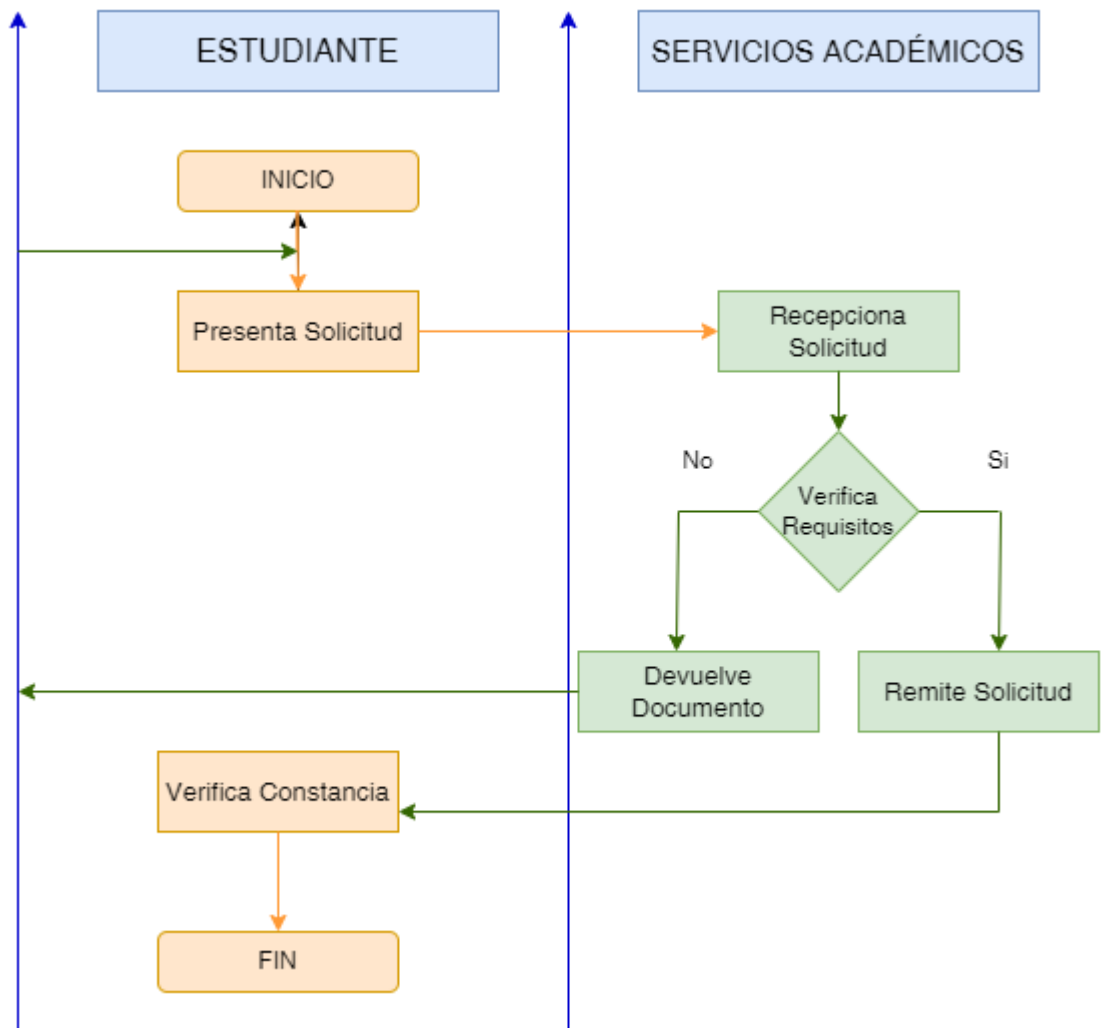 ESTUDIANTE
SERVICIOS ACADÉMICOS
INICIO
Presenta Solicitud
Recepciona
Solicitud
No
Si
Verifica
Requisitos
Devuelve
Documento
Remite Solicitud
Verifica Constancia
FIN